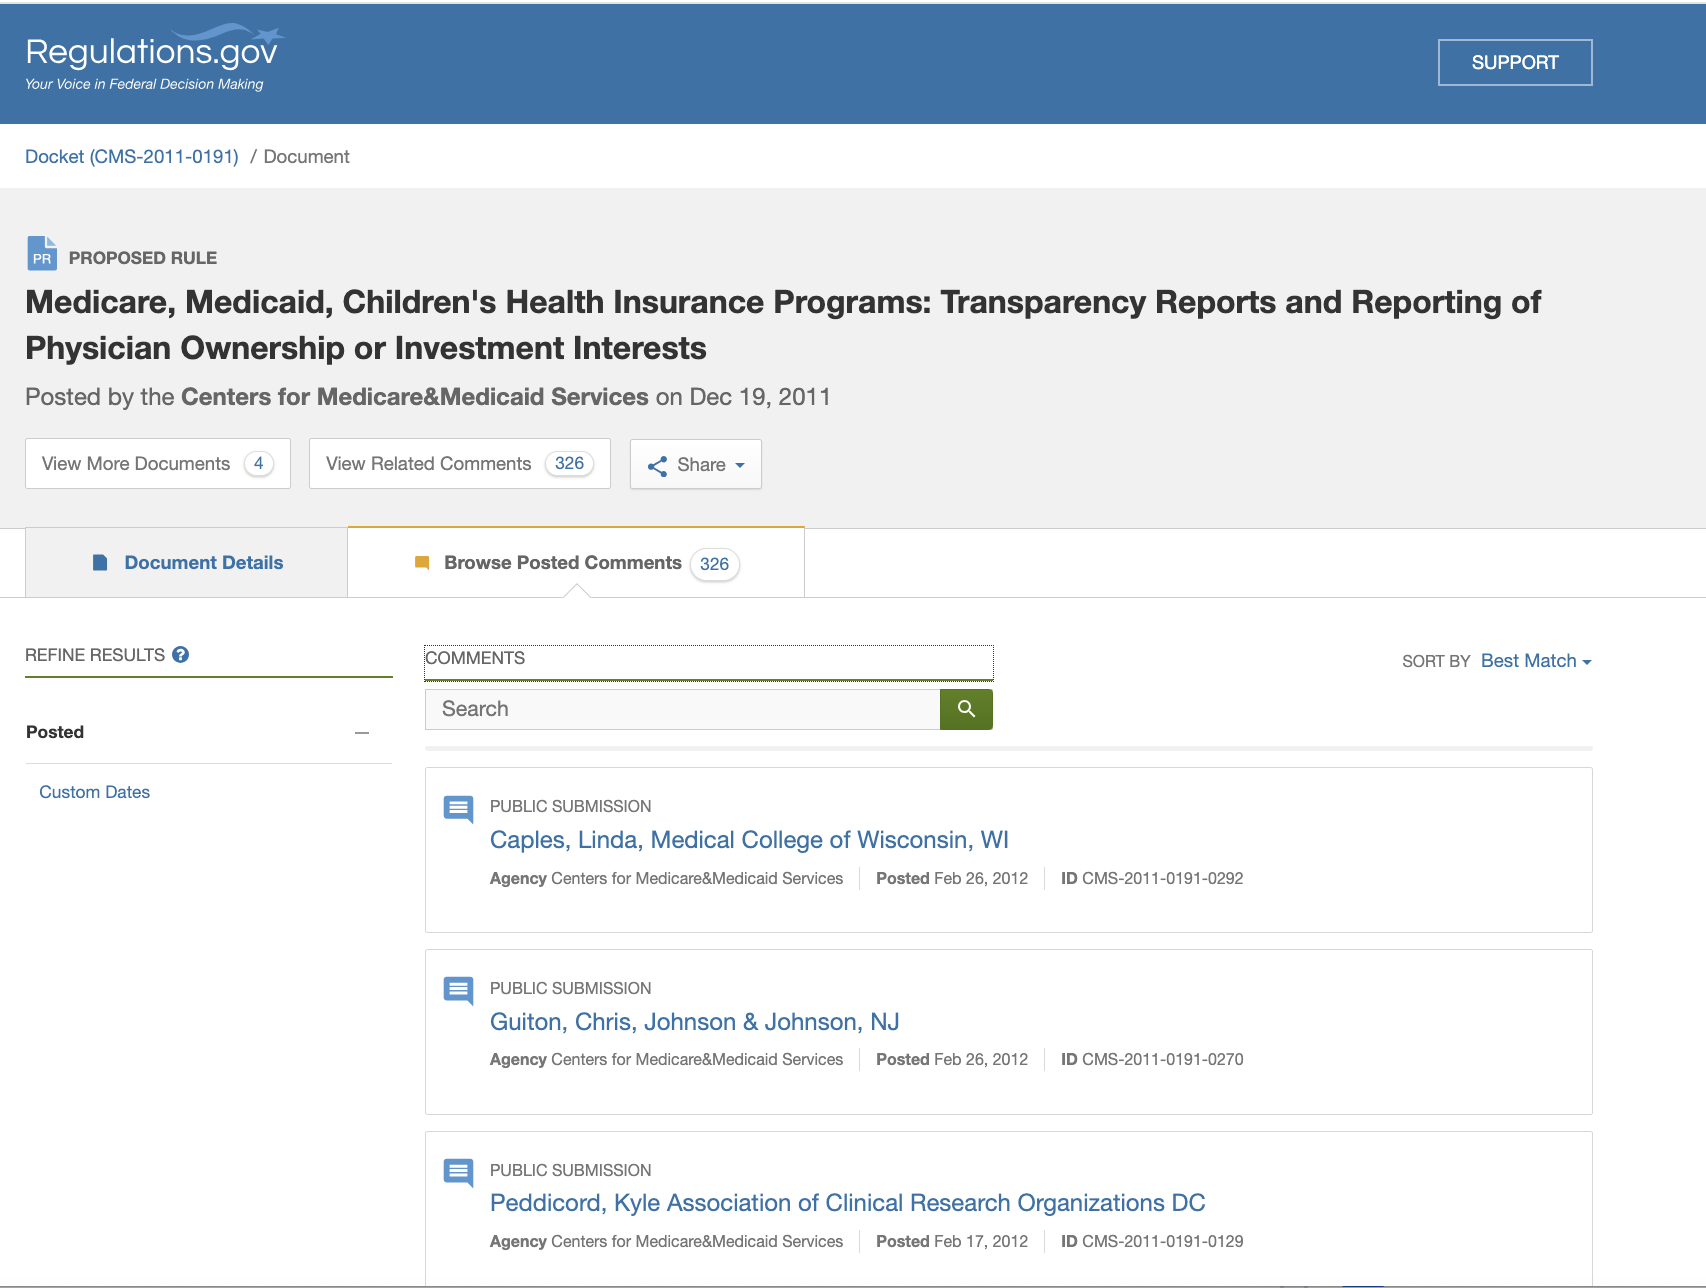 Regulations.gov
Your Voice in Federal Decision Making
SUPPORT
Docket (CMS-2011-0191) / Document
PR PROPOSED RULE
Medicare, Medicaid, Children's Health Insurance Programs: Transparency Reports and Reporting of
Physician Ownership or Investment Interests
Posted by the Centers for Medicare&Medicaid Services on Dec 19, 2011
View More Documents 4 View Related Comments 326 Share
Document Details Browse Posted Comments 326
REFINE RESULTS ?
Posted
Custom Dates
COMMENTS
SORT BY Best Match
Search
PUBLIC SUBMISSION
Caples, Linda, Medical College of Wisconsin, WI
Agency Centers for Medicare&Medicaid Services Posted Feb 26, 2012 ID CMS-2011-0191-0292
PUBLIC SUBMISSION
Guiton, Chris, Johnson & Johnson, NJ
Agency Centers for Medicare&Medicaid Services Posted Feb 26, 2012 ID CMS-2011-0191-0270
PUBLIC SUBMISSION
Peddicord, Kyle Association of Clinical Research Organizations DC
Agency Centers for Medicare&Medicaid Services Posted Feb 17, 2012 ID CMS-2011-0191-0129